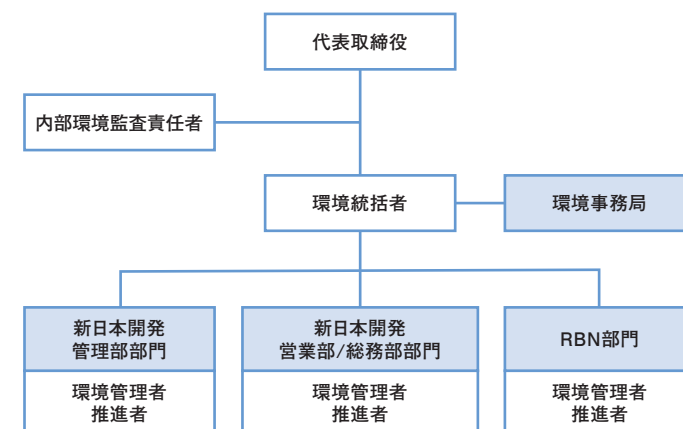 代表取締役
内部環境監査責任者
環境統括者
環境事務局
新日本開発
管理部部門
環境管理者
推進者
新日本開発
営業部/総務部部門
環境管理者
推進者
RBN部門
環境管理者
推進者